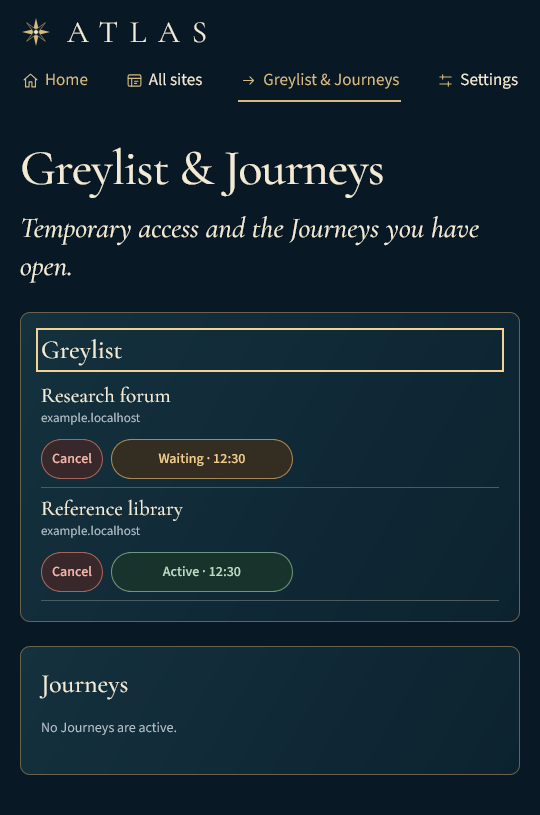 ATLAS
Home
All sites
Greylist & Journeys
Settings
Greylist & Journeys
Temporary access and the Journeys you have
open.
Greylist
Research forum
example.localhost
Cancel
Waiting · 12:30
Reference library
example.localhost
Cancel
Active · 12:30
Journeys
No Journeys are active.